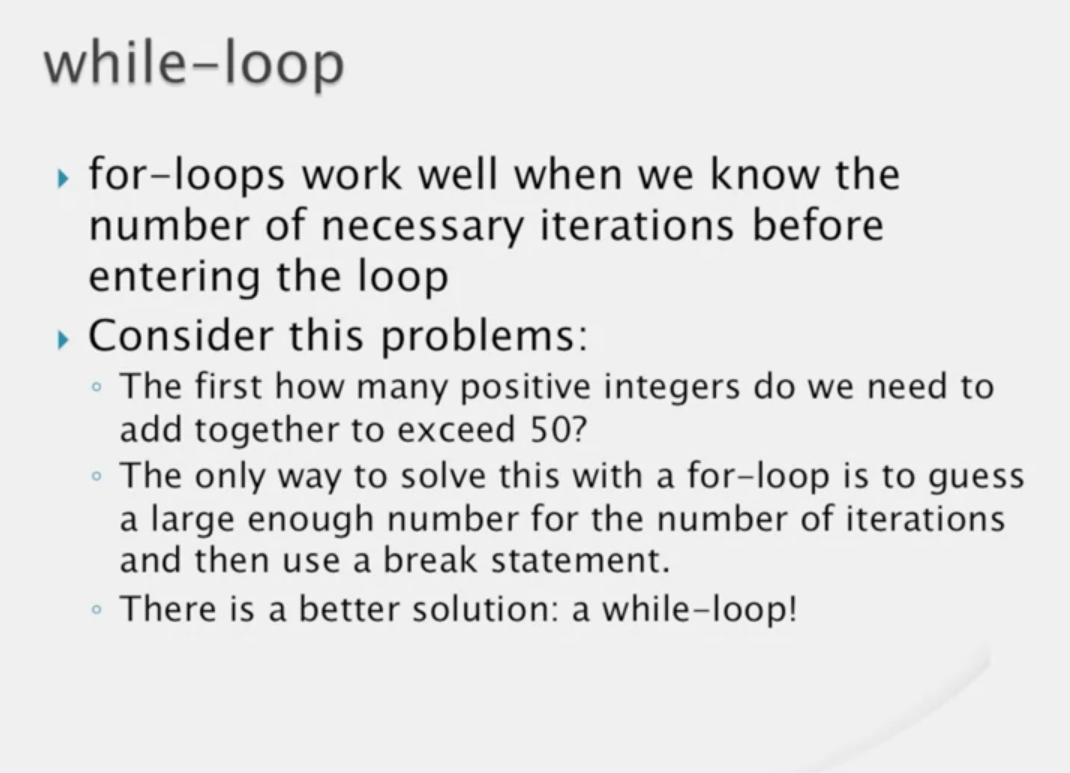 while-loop
for-loops work well when we know the
number of necessary iterations before
entering the loop
Consider this problems:
The first how many positive integers do we need to
add together to exceed 50?
The only way to solve this with a for-loop is to guess
a large enough number for the number of iterations
and then use a break statement.
There is a better solution: a while-loop!